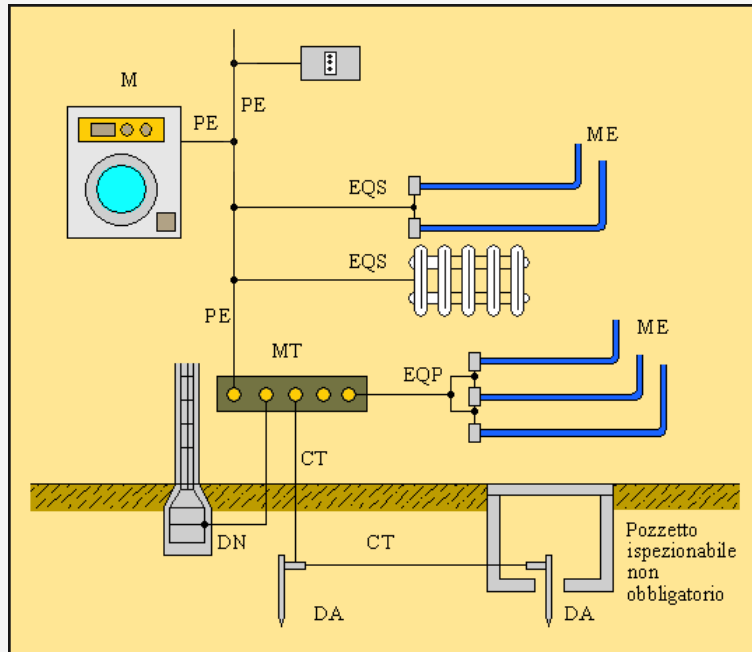 M
PE
PE
ME
EQS
EQS
PE
MT
ME
EQP
CT
DN
CT
Pozzetto
ispezionabile
non
obbligatorio
DA
DA